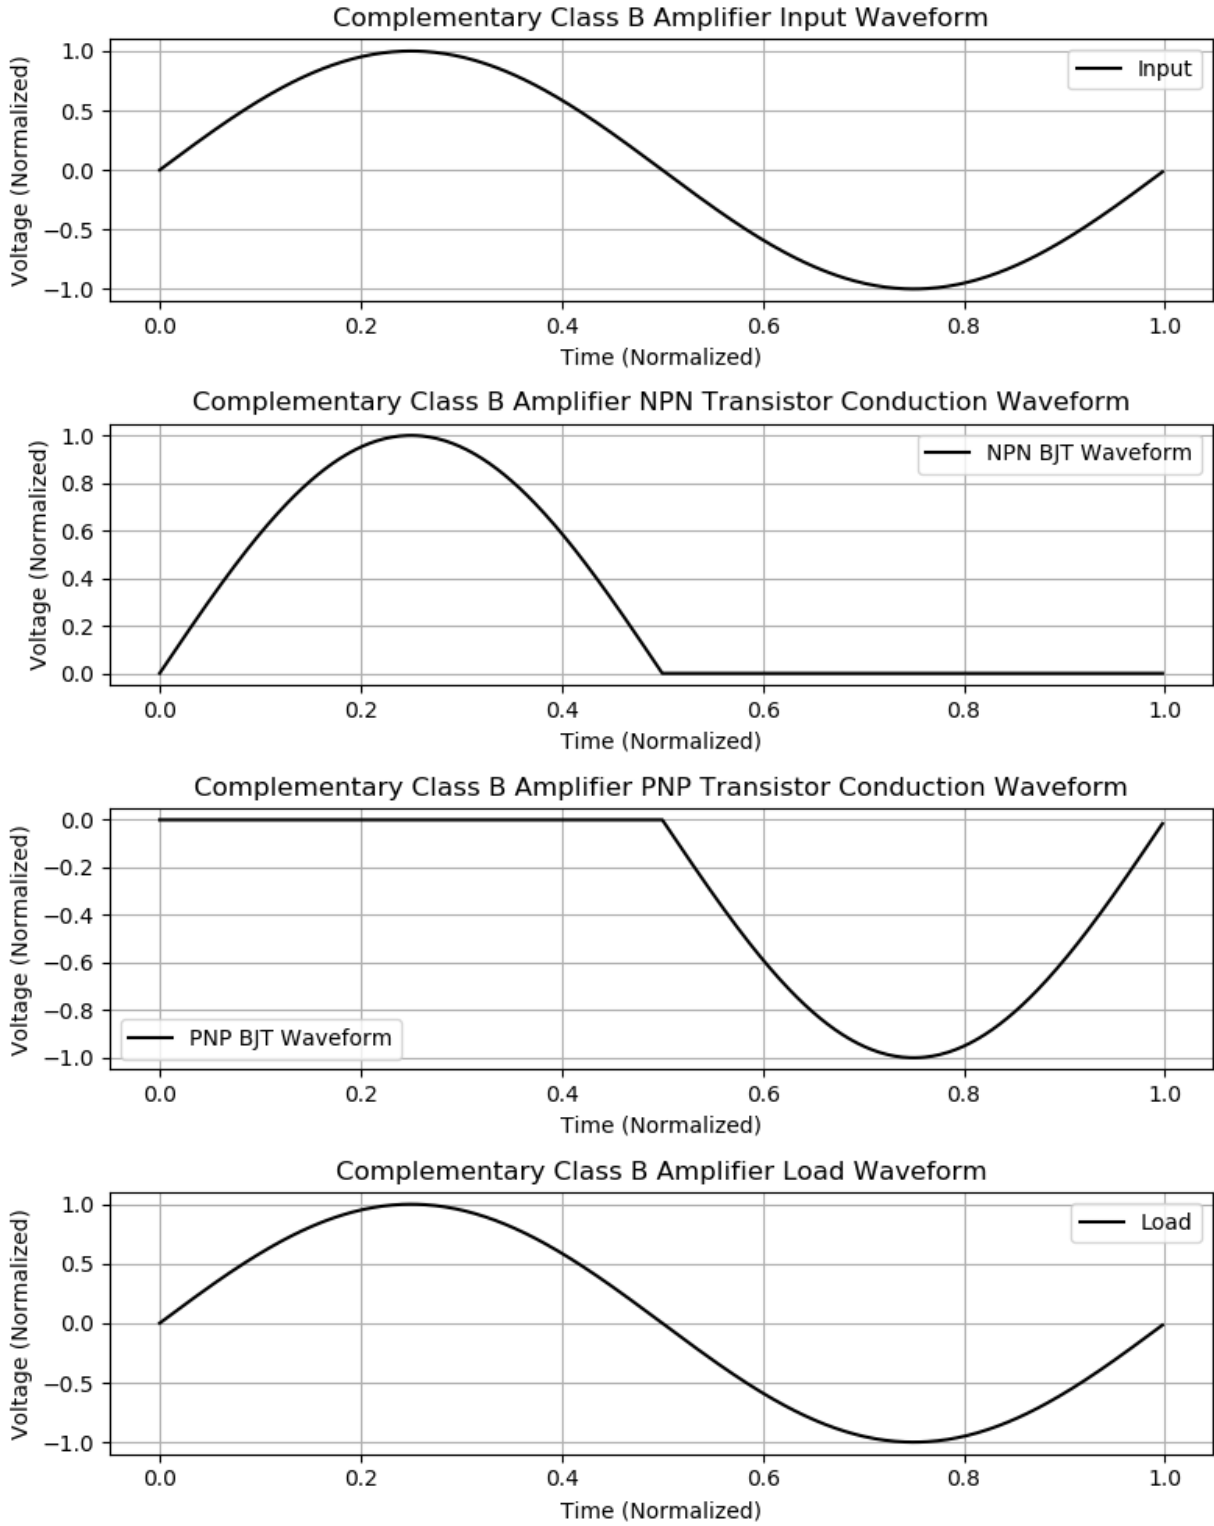 Complementary Class B Amplifier Input Waveform
Voltage (Normalized)
1.0
0.5
0.0
−0.5
−1.0
Input
0.0 0.2 0.4 0.6 0.8 1.0
Time (Normalized)
Complementary Class B Amplifier NPN Transistor Conduction Waveform
Voltage (Normalized)
1.0
0.8
0.6
0.4
0.2
0.0
NPN BJT Waveform
0.0 0.2 0.4 0.6 0.8 1.0
Time (Normalized)
Complementary Class B Amplifier PNP Transistor Conduction Waveform
Voltage (Normalized)
0.0
−0.2
−0.4
−0.6
−0.8
−1.0
PNP BJT Waveform
0.0 0.2 0.4 0.6 0.8 1.0
Time (Normalized)
Complementary Class B Amplifier Load Waveform
Voltage (Normalized)
1.0
0.5
0.0
−0.5
−1.0
Load
0.0 0.2 0.4 0.6 0.8 1.0
Time (Normalized)